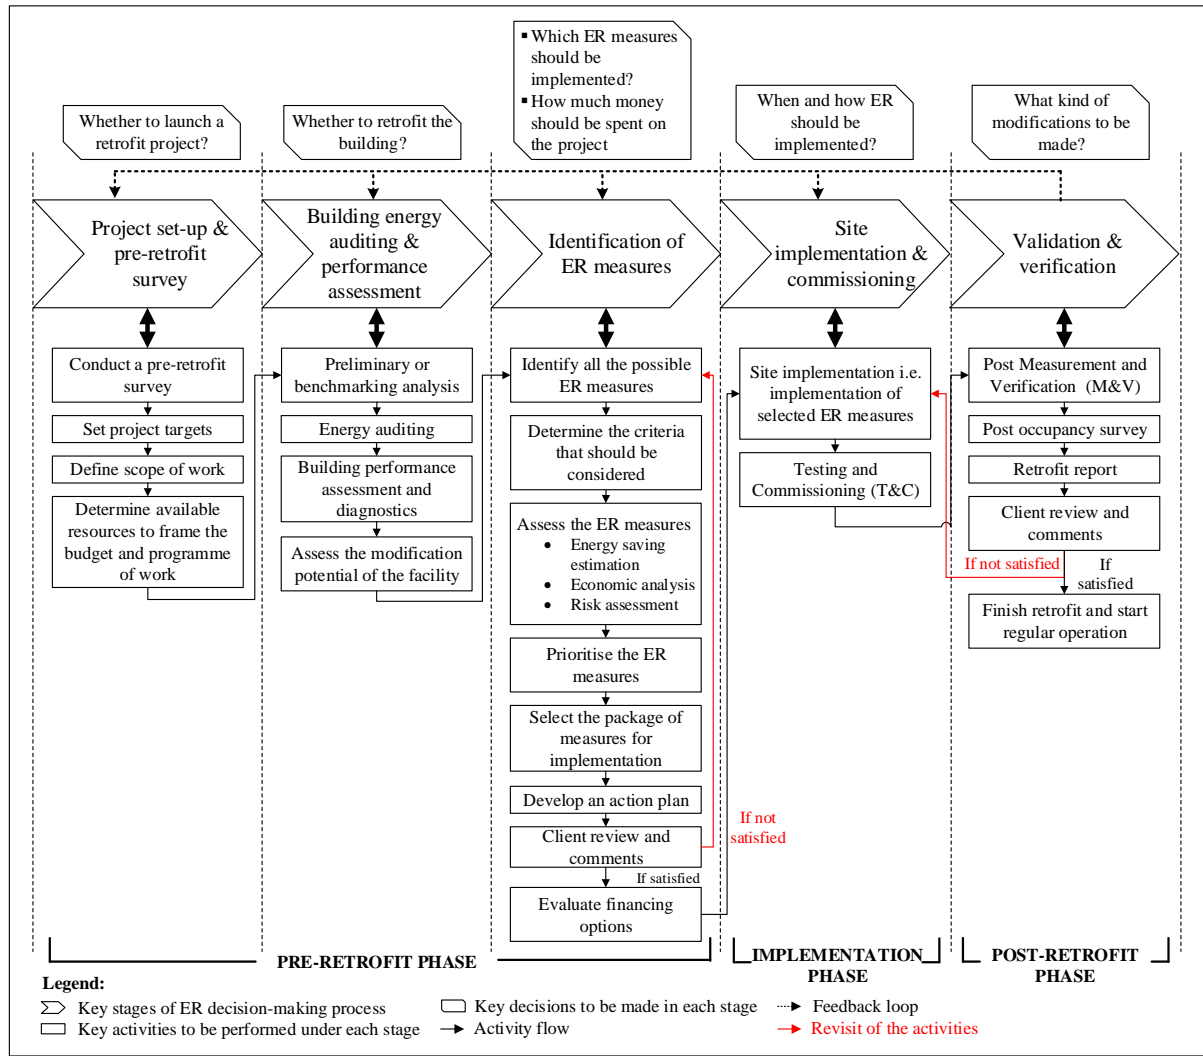 ▪ Which ER measures
should be
implemented?
▪ How much money
should be spent on
the project
Whether to launch a
retrofit project?
Whether to retrofit the
building?
When and how ER
should be
implemented?
What kind of
modifications to be
made?
Project set-up &
pre-retrofit
survey
Building energy
auditing &
performance
assessment
Identification of
ER measures
Site
implementation &
commissioning
Validation &
verification
Conduct a pre-retrofit
survey
Set project targets
Define scope of work
Determine available
resources to frame the
budget and programme
of work
Preliminary or
benchmarking analysis
Energy auditing
Building performance
assessment and
diagnostics
Assess the modification
potential of the facility
Identify all the possible
ER measures
Determine the criteria
that should be
considered
Assess the ER measures
• Energy saving
estimation
• Economic analysis
• Risk assessment
Prioritise the ER
measures
Select the package of
measures for
implementation
Develop an action plan
Client review and
comments
If not
satisfied
If satisfied
Evaluate financing
options
Site implementation i.e.
implementation of
selected ER measures
Testing and
Commissioning (T&C)
Post Measurement and
Verification (M&V)
Post occupancy survey
Retrofit report
Client review and
comments
If not satisfied
If
satisfied
Finish retrofit and start
regular operation
PRE-RETROFIT PHASE
IMPLEMENTATION
PHASE
POST-RETROFIT
PHASE
Legend:
Key stages of ER decision-making process
Key decisions to be made in each stage
Feedback loop
Key activities to be performed under each stage
Activity flow
Revisit of the activities